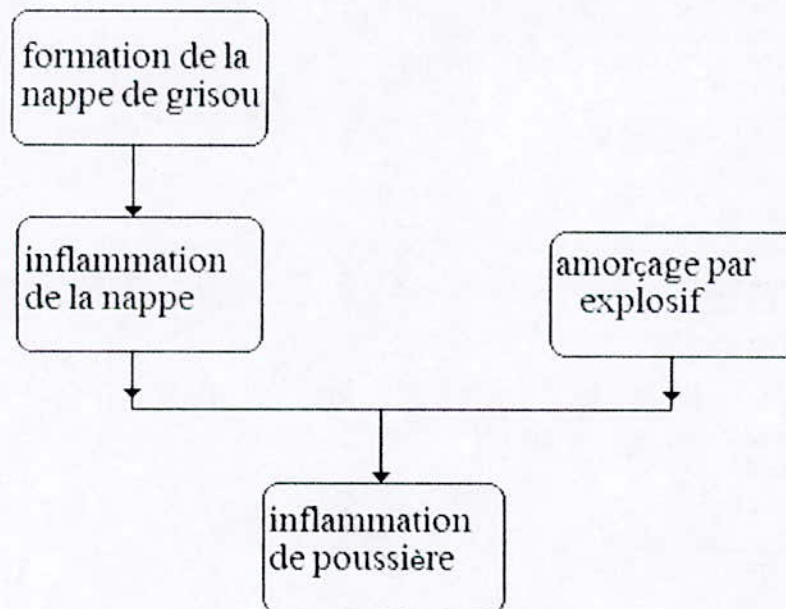 formation de la
nappe de grisou
inflammation
de la nappe
amorçage par
explosif
inflammation
de poussière